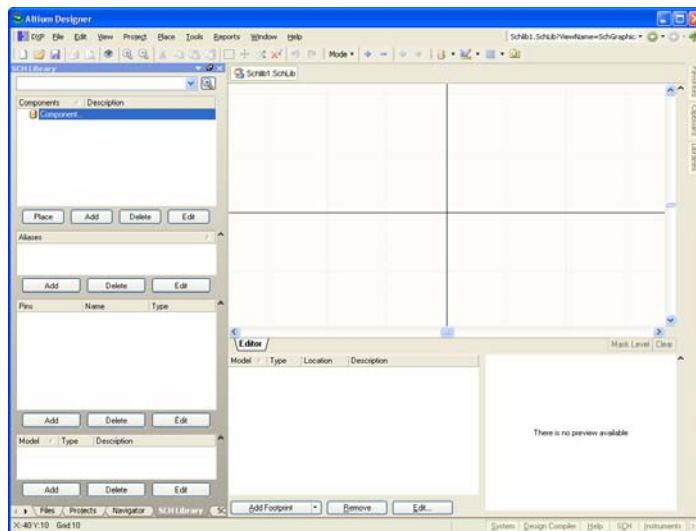 Altium Designer
DXP File Edit View Project Place Tools Reports Window Help
Schlib1.SchLib?ViewName=SchGraphic.
Mode
SCH Library
Schlib1.SchLib
Favorites
Clipboard
Libraries
Components / Description
Component...
Place Add Delete Edit
Aliases
Add Delete Edit
Pins Name Type
Add Delete Edit
Model / Type Description
Add Delete Edit
Files Projects Navigator SCH Library SC
X:-40 Y:10 Grid:10
Editor
Mask Level Clear
Model / Type Location Description
There is no preview available
Add Footprint Remove Edit...
System Design Compiler Help SCH Instruments